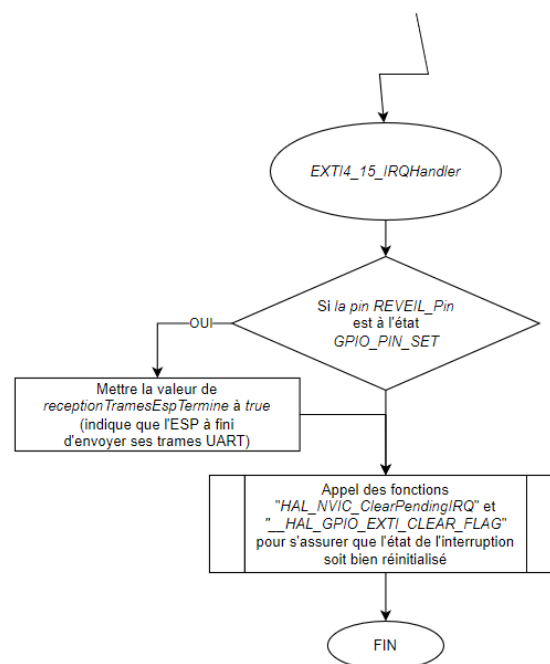 EXTI4_15_IRQHandler
Si la pin REVEIL_Pin
est à l'état
GPIO_PIN_SET
OUI
Mettre la valeur de
receptionTramesEspTermine à true
(indique que l'ESP à fini
d'envoyer ses trames UART)
Appel des fonctions
"HAL_NVIC_ClearPendingIRQ" et
"__HAL_GPIO_EXTI_CLEAR_FLAG"
pour s'assurer que l'état de l'interruption
soit bien réinitialisé
FIN